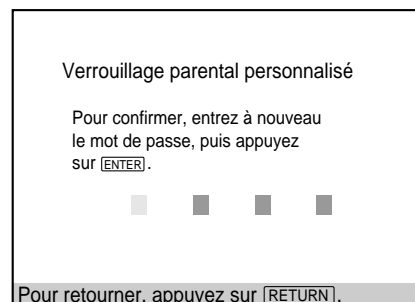 Verrouillage parental personnalisé
Pour confirmer, entrez à nouveau
le mot de passe, puis appuyez
sur ENTER.
Pour retourner, appuyez sur RETURN.